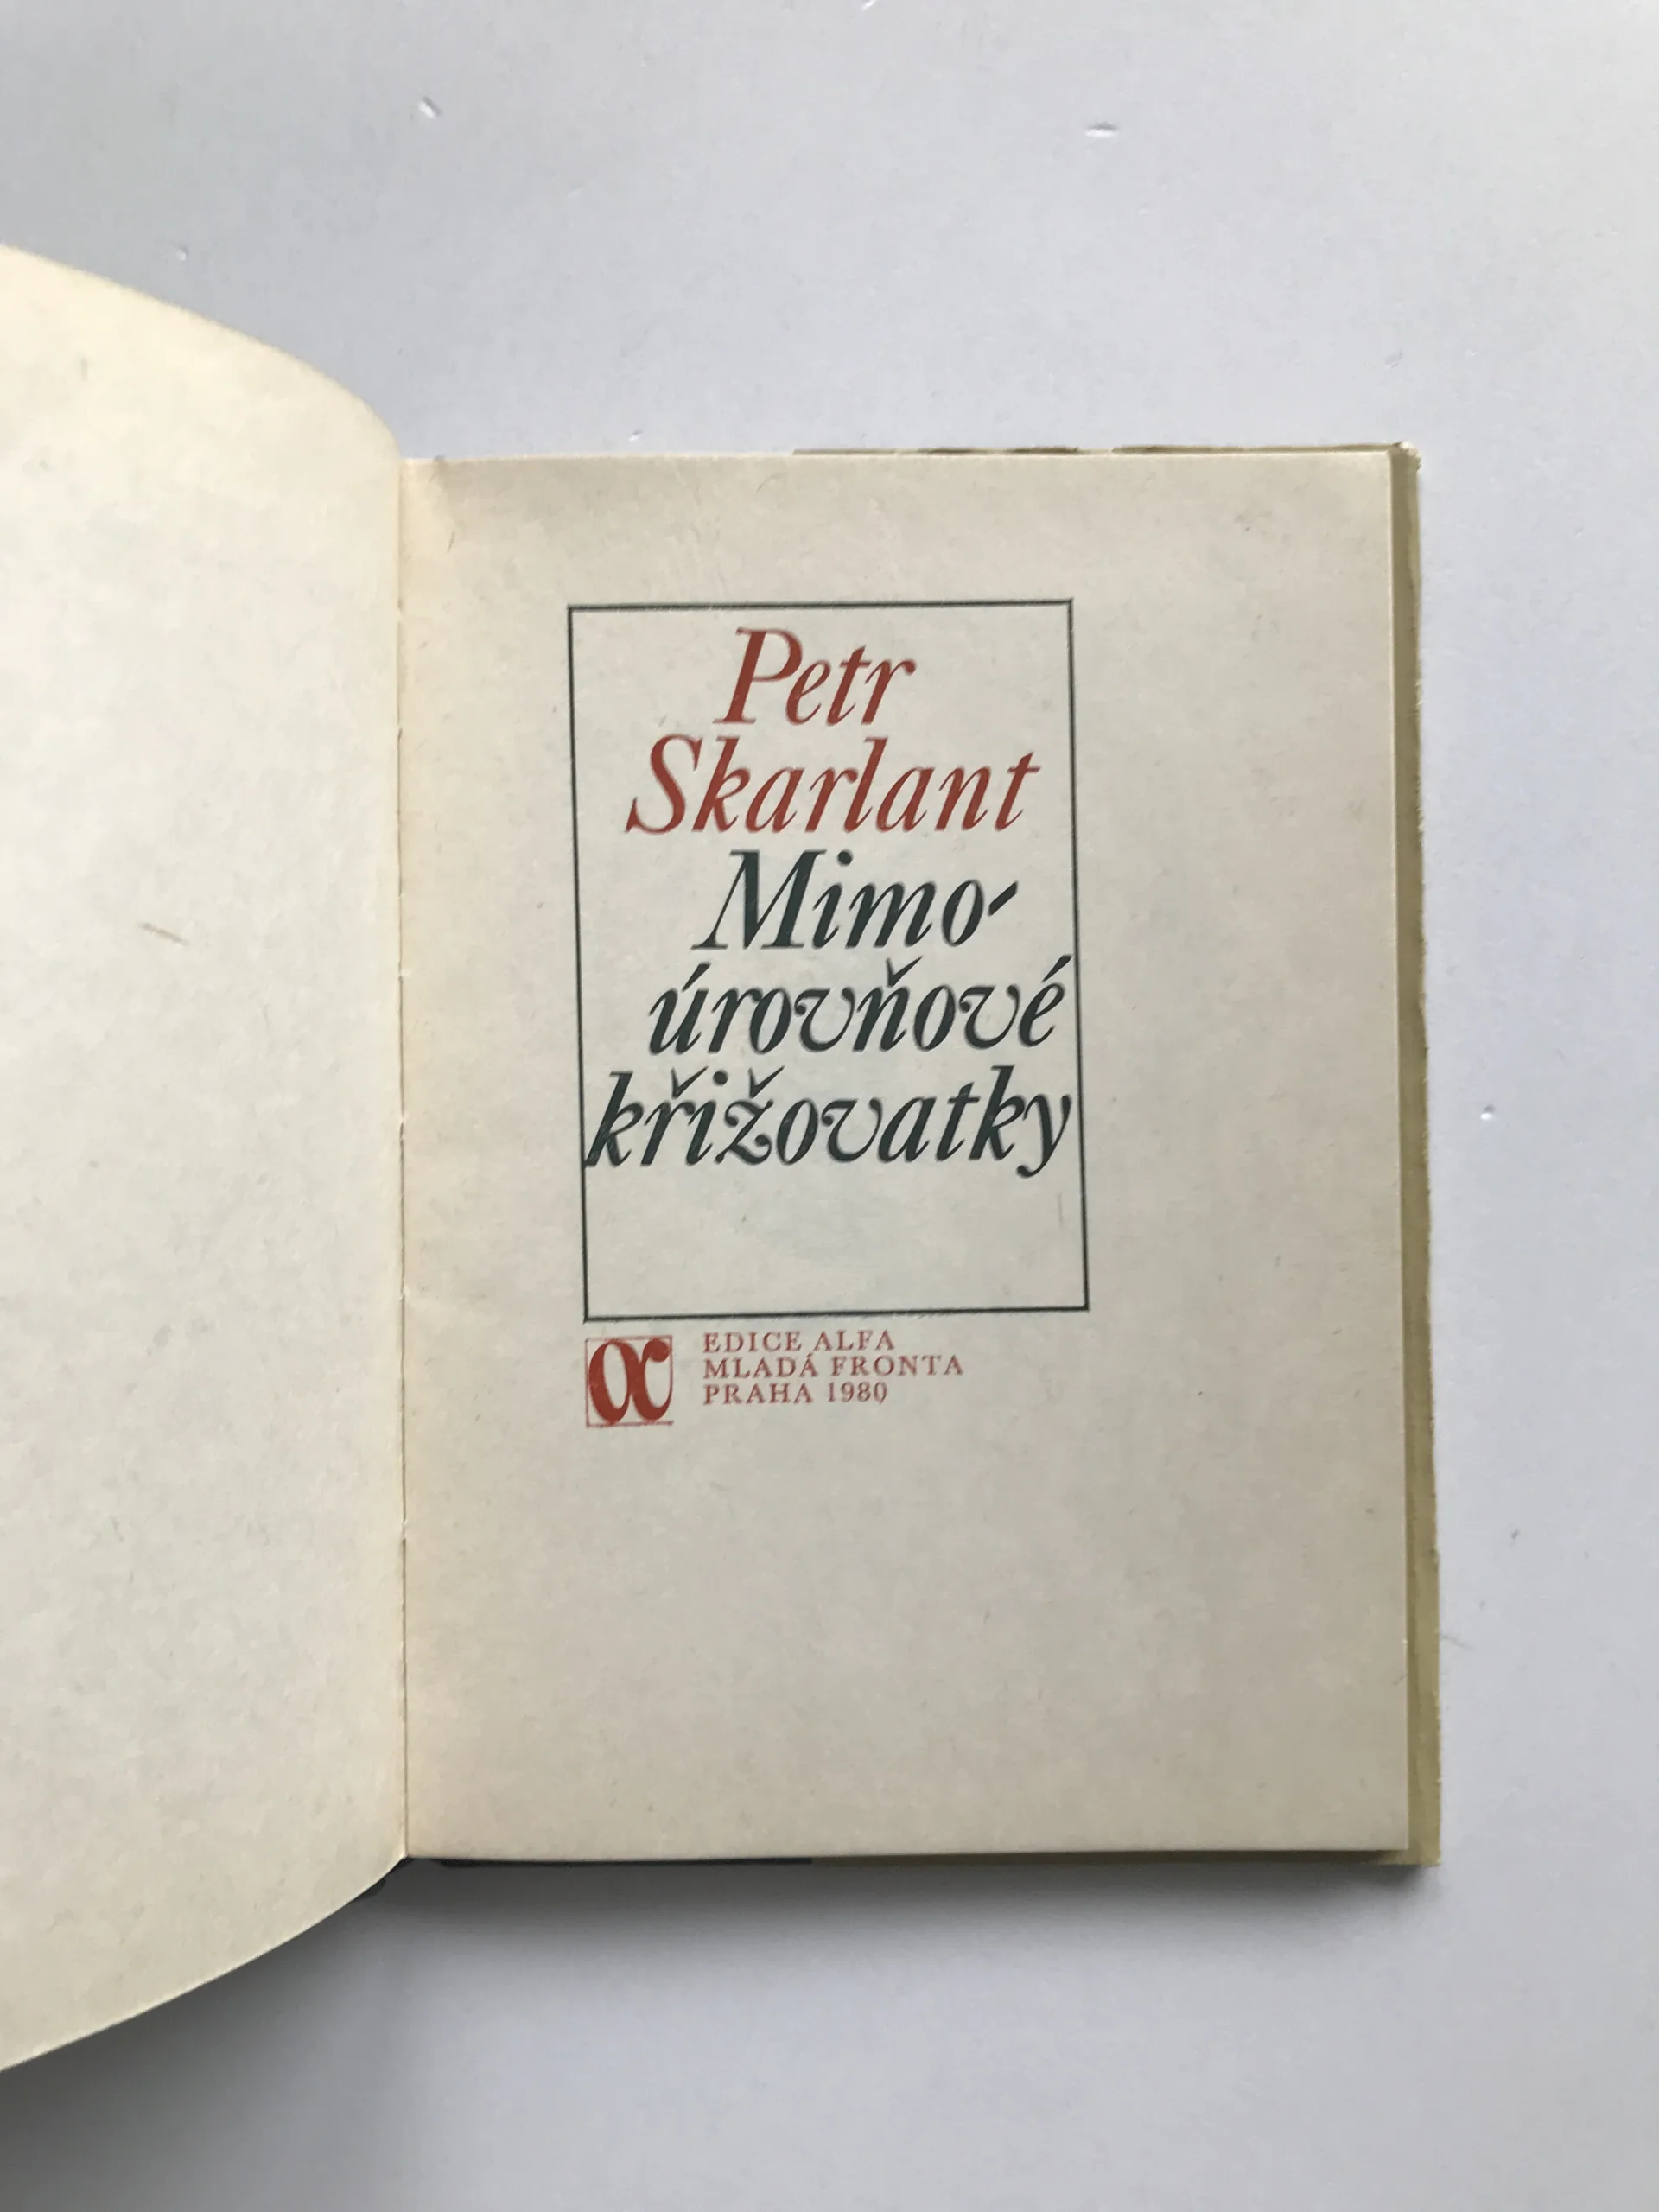 Petr
Skarlant
Mimo-
úrovňové
křižovatky
α EDICE ALFA
MLADÁ FRONTA
PRAHA 1980